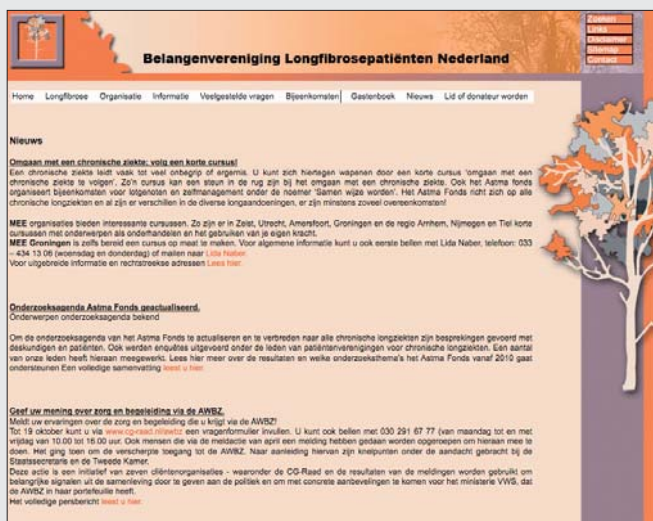 Zoeken
Links
Disclaimer
Sitemap
Contact
Belangenvereniging Longfibrosepatiënten Nederland
Home Longfibrose Organisatie Informatie Veelgestelde vragen Bijeenkomsten Gastenboek Nieuws Lid of donateur worden
Nieuws
Omgaan met een chronische ziekte; volg een korte cursus!
Een chronische ziekte leidt vaak tot veel onbegrip of ergernis. U kunt zich hiertegen wapenen door een korte cursus 'omgaan met een
chronische ziekte te volgen'. Zo'n cursus kan een steun in de rug zijn bij het omgaan met een chronische ziekte. Ook het Astma fonds
organiseert bijeenkomsten voor lotgenoten en zelfmanagement onder de noemer 'Samen wijze worden'. Het Astma Fonds richt zich op alle
chronische longziekten en al zijn er verschillen in de diverse longaandoeningen, er zijn minstens zoveel overeenkomsten!
MEE organisaties bieden interessante cursussen. Zo zijn er in Zeist, Utrecht, Amersfoort, Groningen en de regio Arnhem, Nijmegen en Tiel korte
cursussen met onderwerpen als onderhandelen en het gebruiken van je eigen kracht.
MEE Groningen is zelfs bereid een cursus op maat te maken. Voor algemene informatie kunt u ook eerste bellen met Lida Naber, telefoon: 033
– 434 13 06 (woensdag en donderdag) of mailen naar Lida Naber.
Voor uitgebreide informatie en rechtstreekse adressen Lees hier.
Onderzoeksagenda Astma Fonds geactualiseerd.
Onderwerpen onderzoeksagenda bekend
Om de onderzoeksagenda van het Astma Fonds te actualiseren en te verbreden naar alle chronische longziekten zijn besprekingen gevoerd met
deskundigen en patiënten. Ook werden enquêtes uitgevoerd onder de leden van patiëntenverenigingen voor chronische longziekten. Een aantal
van onze leden heeft hieraan meegewerkt. Lees hier meer over de resultaten en welke onderzoeksthema's het Astma Fonds vanaf 2010 gaat
ondersteunen Een volledige samenvatting leest u hier.
Geef uw mening over zorg en begeleiding via de AWBZ.
Meldt uw ervaringen over de zorg en begeleiding die u krijgt via de AWBZ!
Tot 19 oktober kunt u via www.cg-raad.nl/awbz een vragenformulier invullen. U kunt ook bellen met 030 291 67 77 (van maandag tot en met
vrijdag van 10.00 tot 16.00 uur. Ook mensen die via de meldactie van april een melding hebben gedaan worden opgeroepen om hieraan mee te
doen. Het ging toen om de verscherpte toegang tot de AWBZ. Naar aanleiding hiervan zijn knelpunten onder de aandacht gebracht bij de
Staatssecretaris en de Tweede Kamer.
Deze actie is een initiatief van zeven cliëntenorganisaties - waaronder de CG-Raad en de resultaten van de meldingen worden gebruikt om
belangrijke signalen uit de samenleving door te geven aan de politiek en om met concrete aanbevelingen te komen voor het ministerie VWS, dat
de AWBZ in haar portefeuille heeft.
Het volledige persbericht leest u hier.